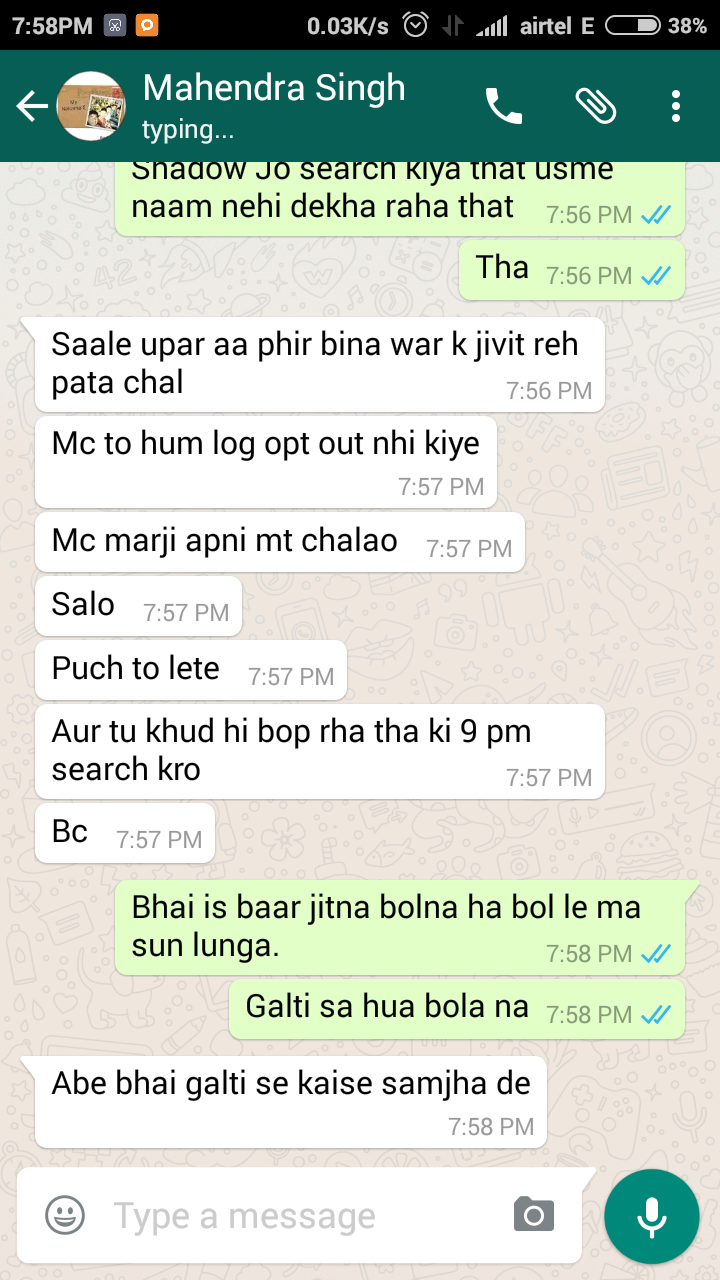 7:58PM
0.03K/s
airtel E
38%
Mahendra Singh
typing...
Shadow Jo search kiya that usme
naam nehi dekha raha that 7:56 PM
Tha 7:56 PM
Saale upar aa phir bina war k jivit reh
pata chal 7:56 PM
Mc to hum log opt out nhi kiye
7:57 PM
Mc marji apni mt chalao 7:57 PM
Salo 7:57 PM
Puch to lete 7:57 PM
Aur tu khud hi bop rha tha ki 9 pm
search kro 7:57 PM
Bc 7:57 PM
Bhai is baar jitna bolna ha bol le ma
sun lunga. 7:58 PM
Galti sa hua bola na 7:58 PM
Abe bhai galti se kaise samjha de
7:58 PM
Type a message